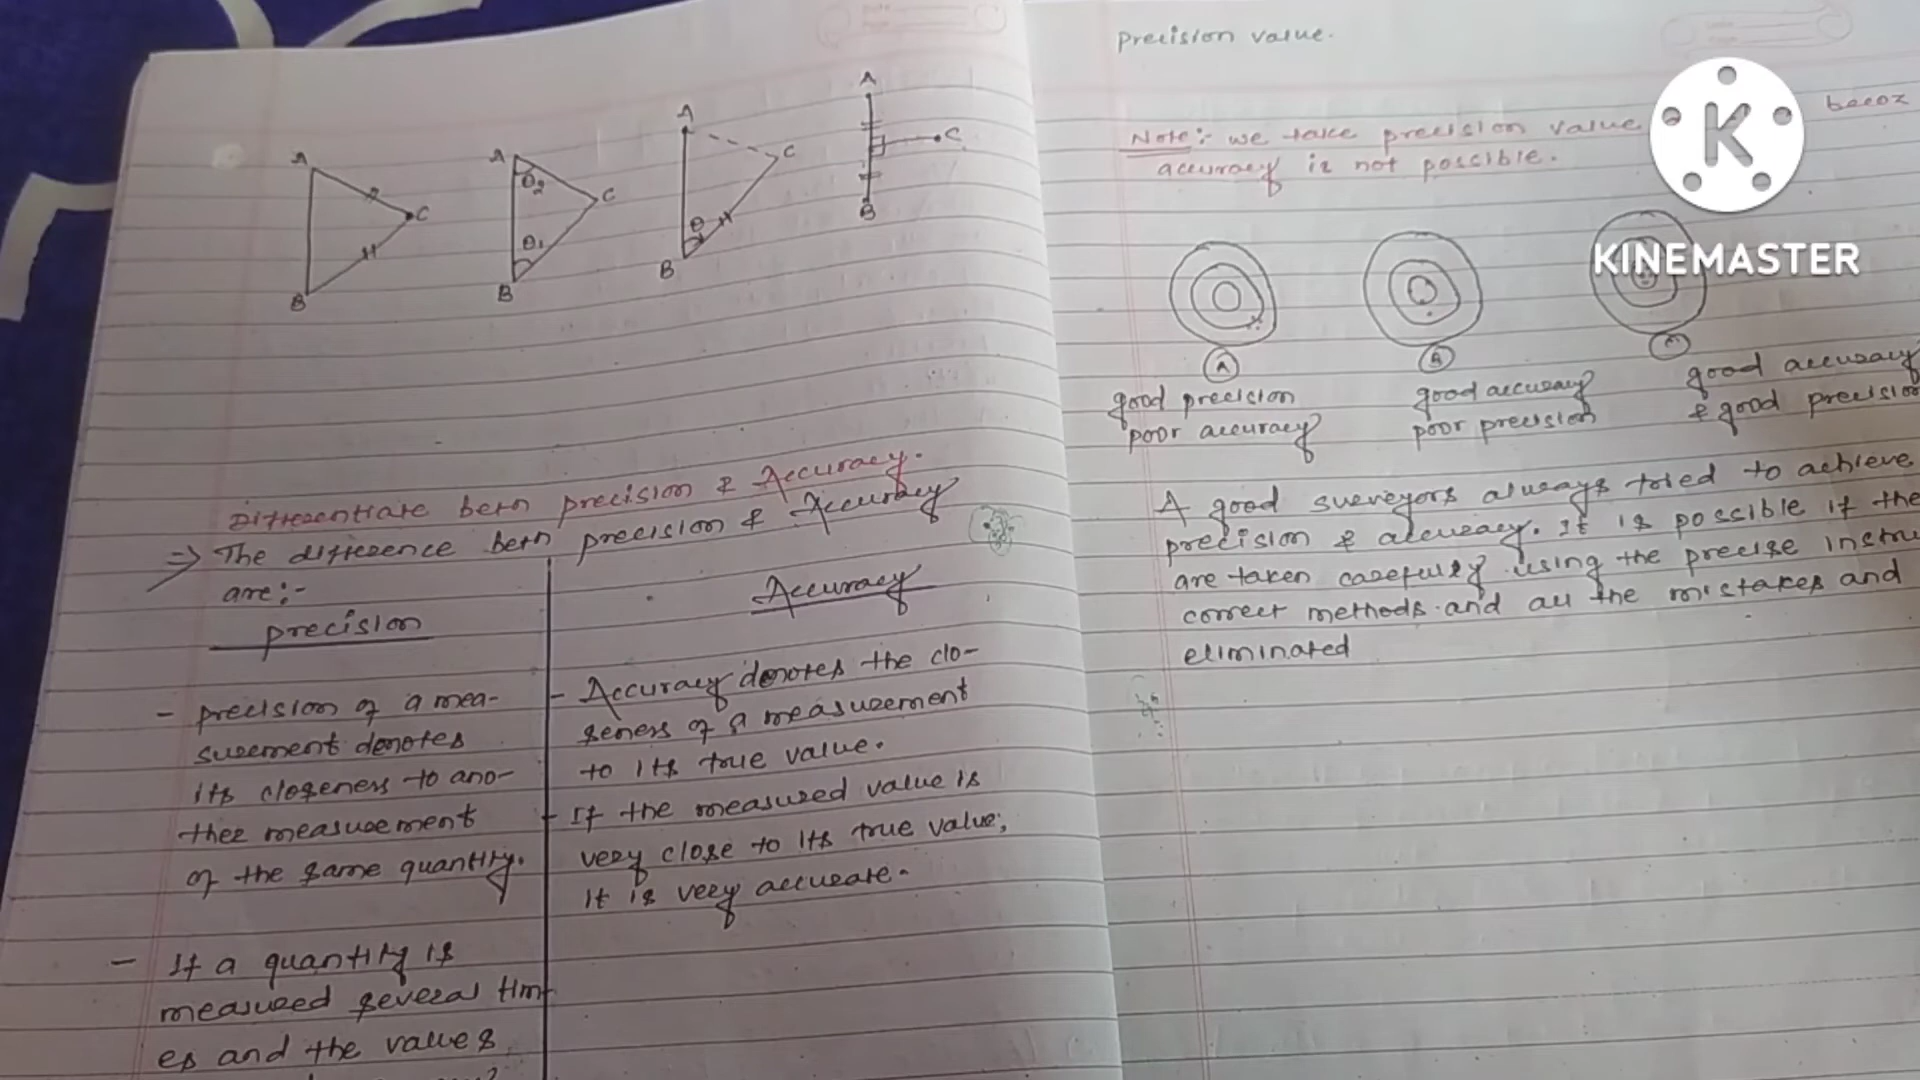 A
C
B
A
θ2
C
θ1
B
A
C
θ
B
A
C
B
Differentiate betn precision & Accuracy.
=> The difference betn precision & Accuracy
are:-
precision
- precision of a mea-
surement denotes
its closeness to ano-
ther measurement
of the same quantity.
- If a quantity is
measured several tim-
es and the values
Accuracy
- Accuracy denotes the clo-
seness of a measurement
to its true value.
- If the measured value is
very close to its true value,
it is very accurate.
precision value.
Note:- we take precision value becoz
accuracy is not possible.
A
good precision
poor accuracy
B
good accuracy
poor precision
good accuracy
& good precision
A good surveyors always tried to achieve
precision & accuracy. It is possible if the
are taken carefully using the precise instru
correct methods and all the mistakes and
eliminated
K
KINEMASTER